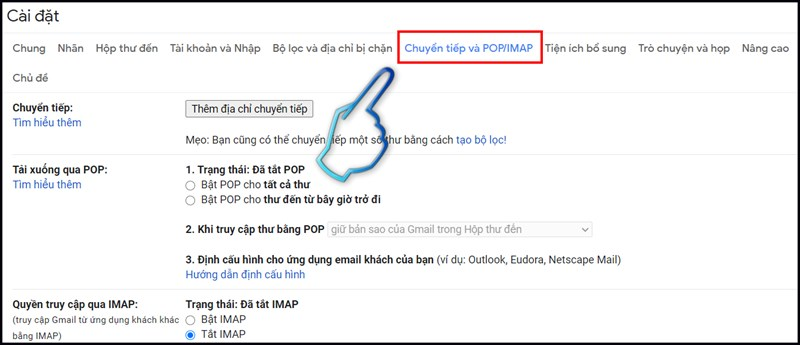 Cài đặt
Chung Nhãn Hộp thư đến Tài khoản và Nhập Bộ lọc và địa chỉ bị chặn Chuyển tiếp và POP/IMAP Tiện ích bổ sung Trò chuyện và họp Nâng cao
Chủ đề
Chuyển tiếp:
Tìm hiểu thêm
Thêm địa chỉ chuyển tiếp
Mẹo: Bạn cũng có thể chuyển tiếp một số thư bằng cách tạo bộ lọc!
Tải xuống qua POP:
Tìm hiểu thêm
1. Trạng thái: Đã tắt POP
Bật POP cho tất cả thư
Bật POP cho thư đến từ bây giờ trở đi
2. Khi truy cập thư bằng POP giữ bản sao của Gmail trong Hộp thư đến
3. Định cấu hình cho ứng dụng email khách của bạn (ví dụ: Outlook, Eudora, Netscape Mail)
Hướng dẫn định cấu hình
Quyền truy cập qua IMAP:
(truy cập Gmail từ ứng dụng khách khác
bằng IMAP)
Trạng thái: Đã tắt IMAP
Bật IMAP
Tắt IMAP